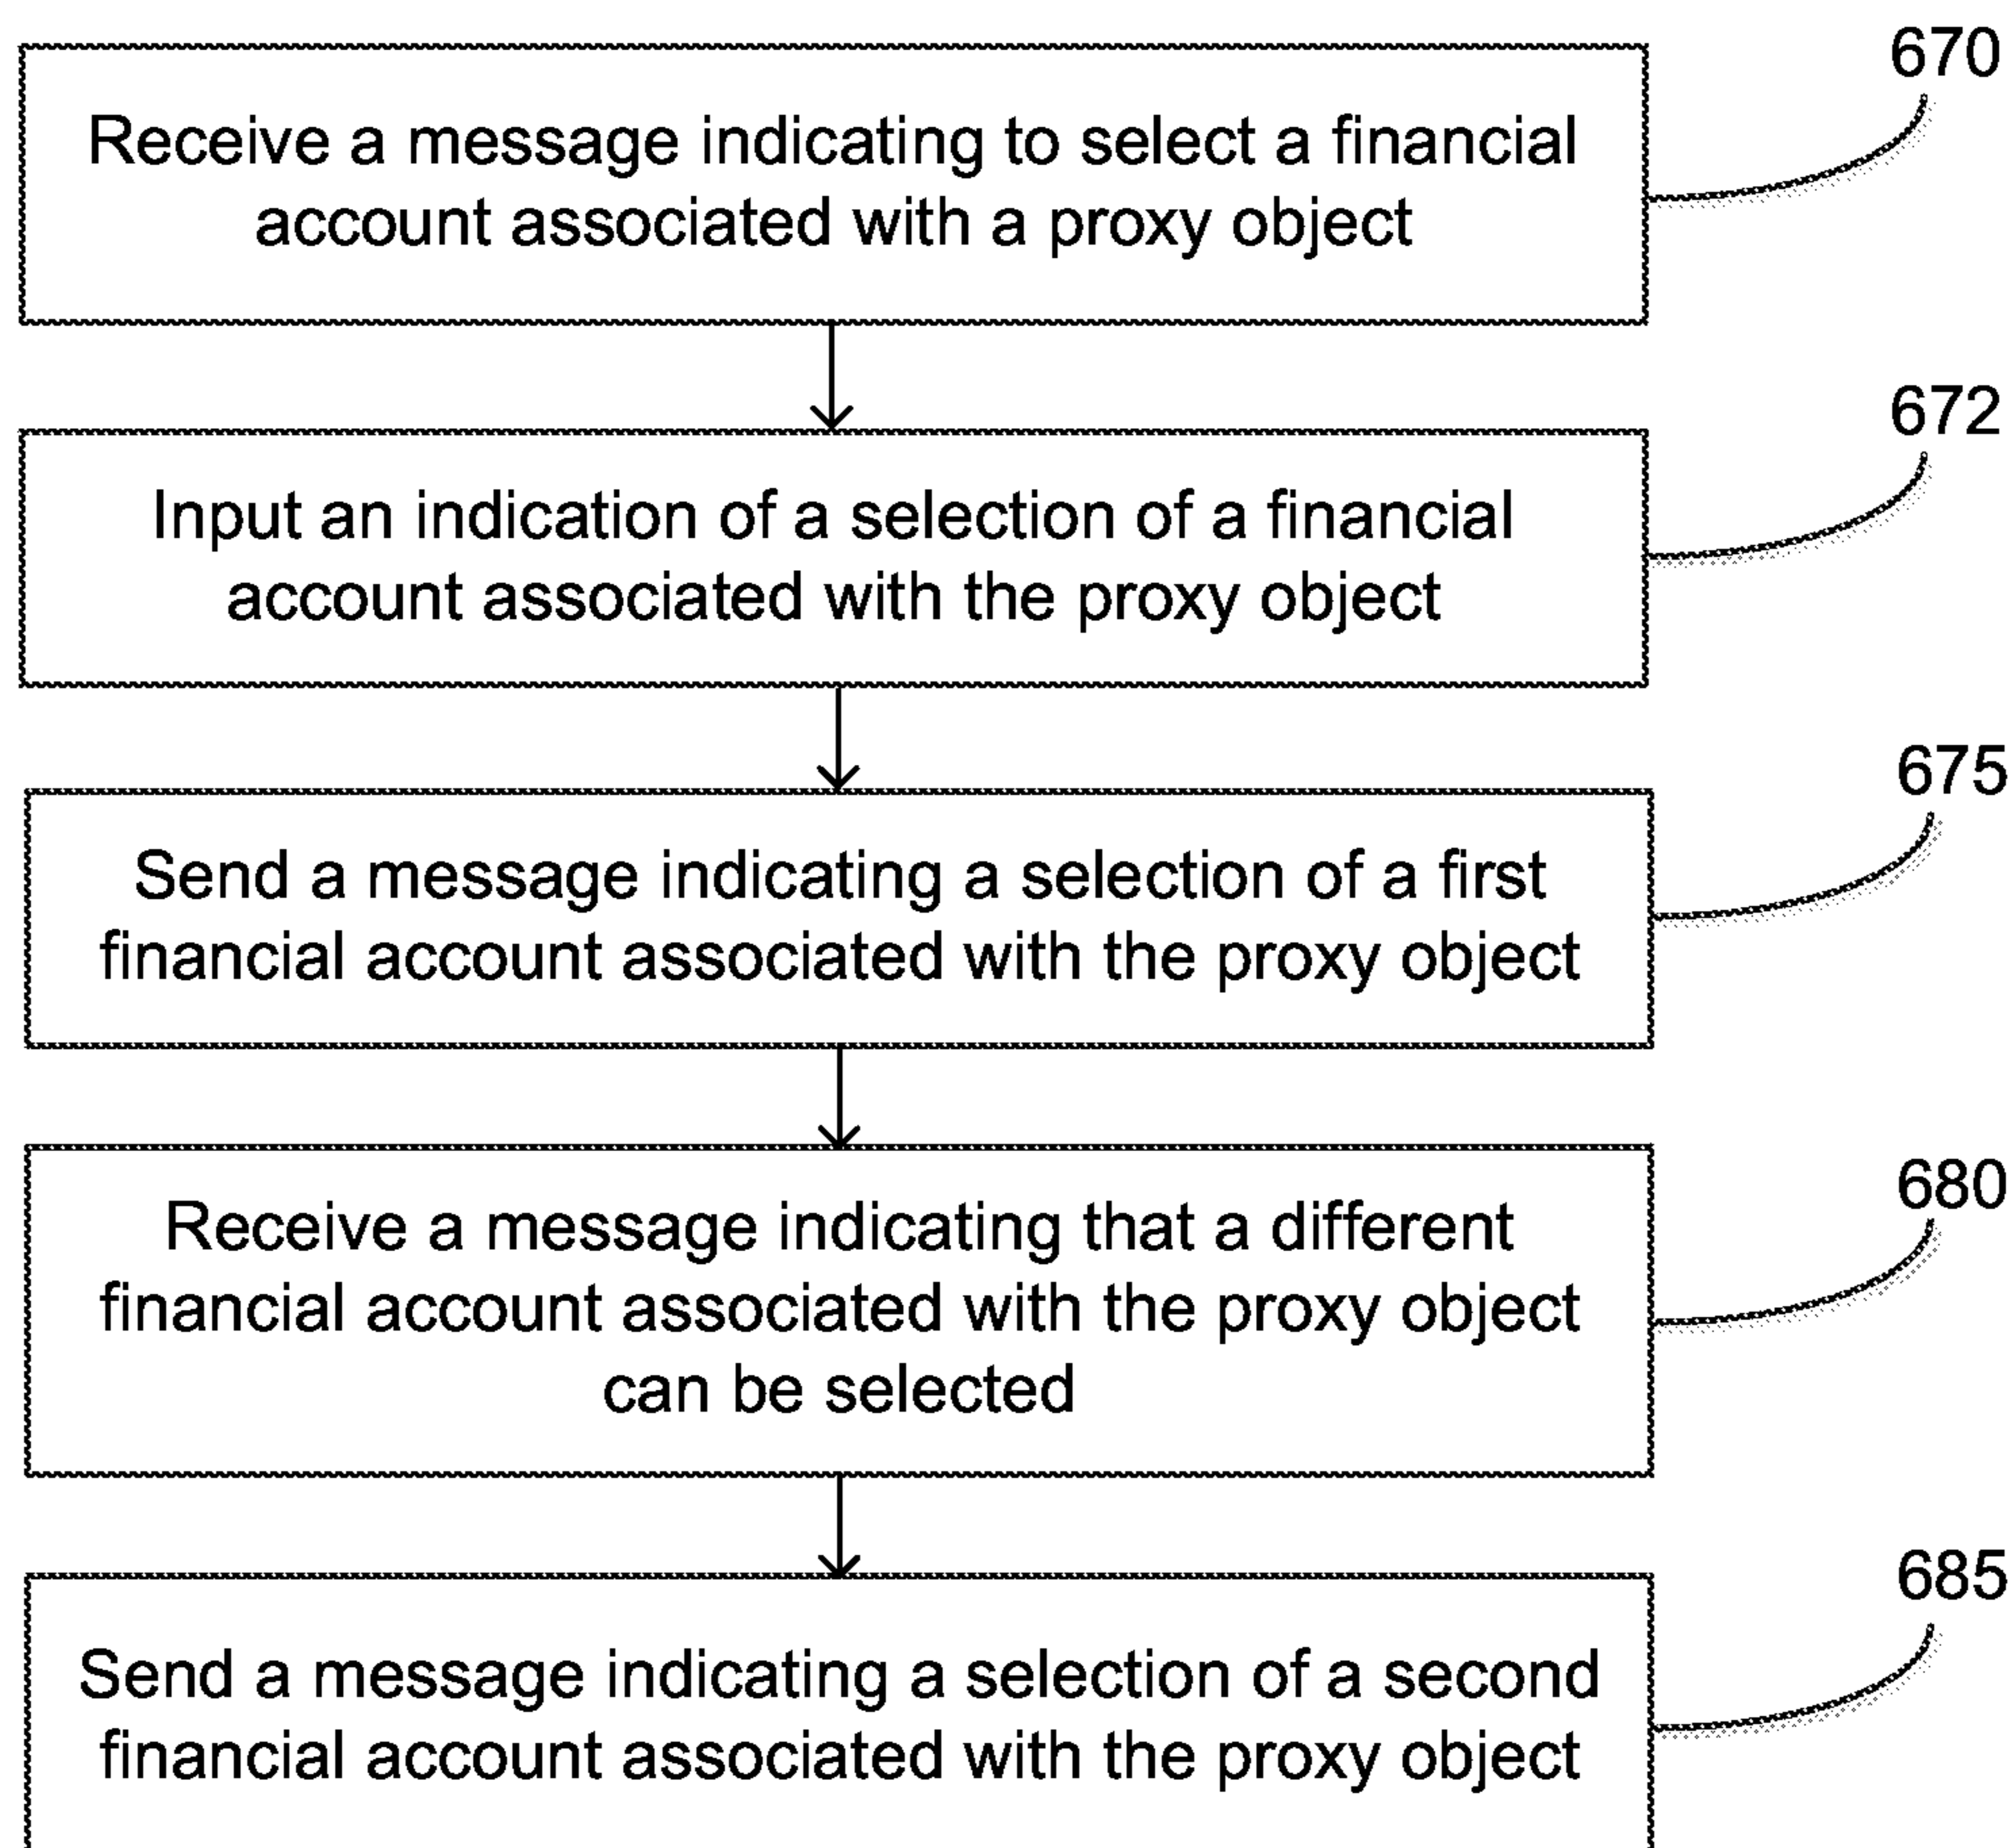 670
Receive a message indicating to select a financial
account associated with a proxy object
672
Input an indication of a selection of a financial
account associated with the proxy object
675
Send a message indicating a selection of a first
financial account associated with the proxy object
680
Receive a message indicating that a different
financial account associated with the proxy object
can be selected
685
Send a message indicating a selection of a second
financial account associated with the proxy object